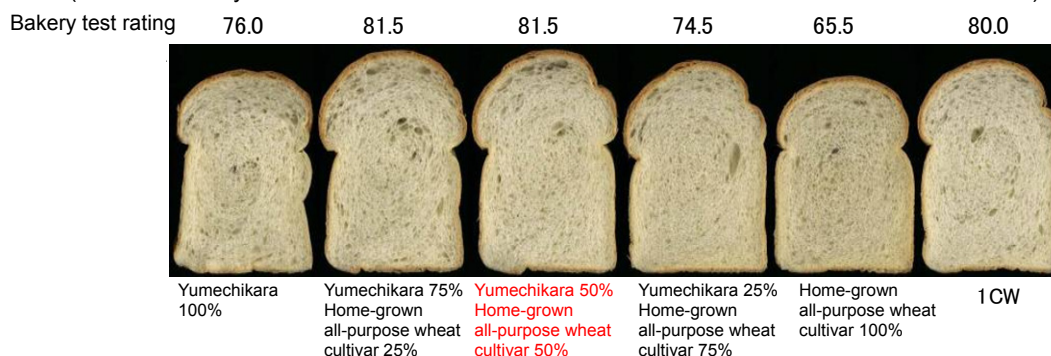 Bakery test rating 76.0 81.5 81.5 74.5 65.5 80.0
Yumechikara
100%
Yumechikara 75%
Home-grown
all-purpose wheat
cultivar 25%
Yumechikara 50%
Home-grown
all-purpose wheat
cultivar 50%
Yumechikara 25%
Home-grown
all-purpose wheat
cultivar 75%
Home-grown
all-purpose wheat
cultivar 100%
1CW